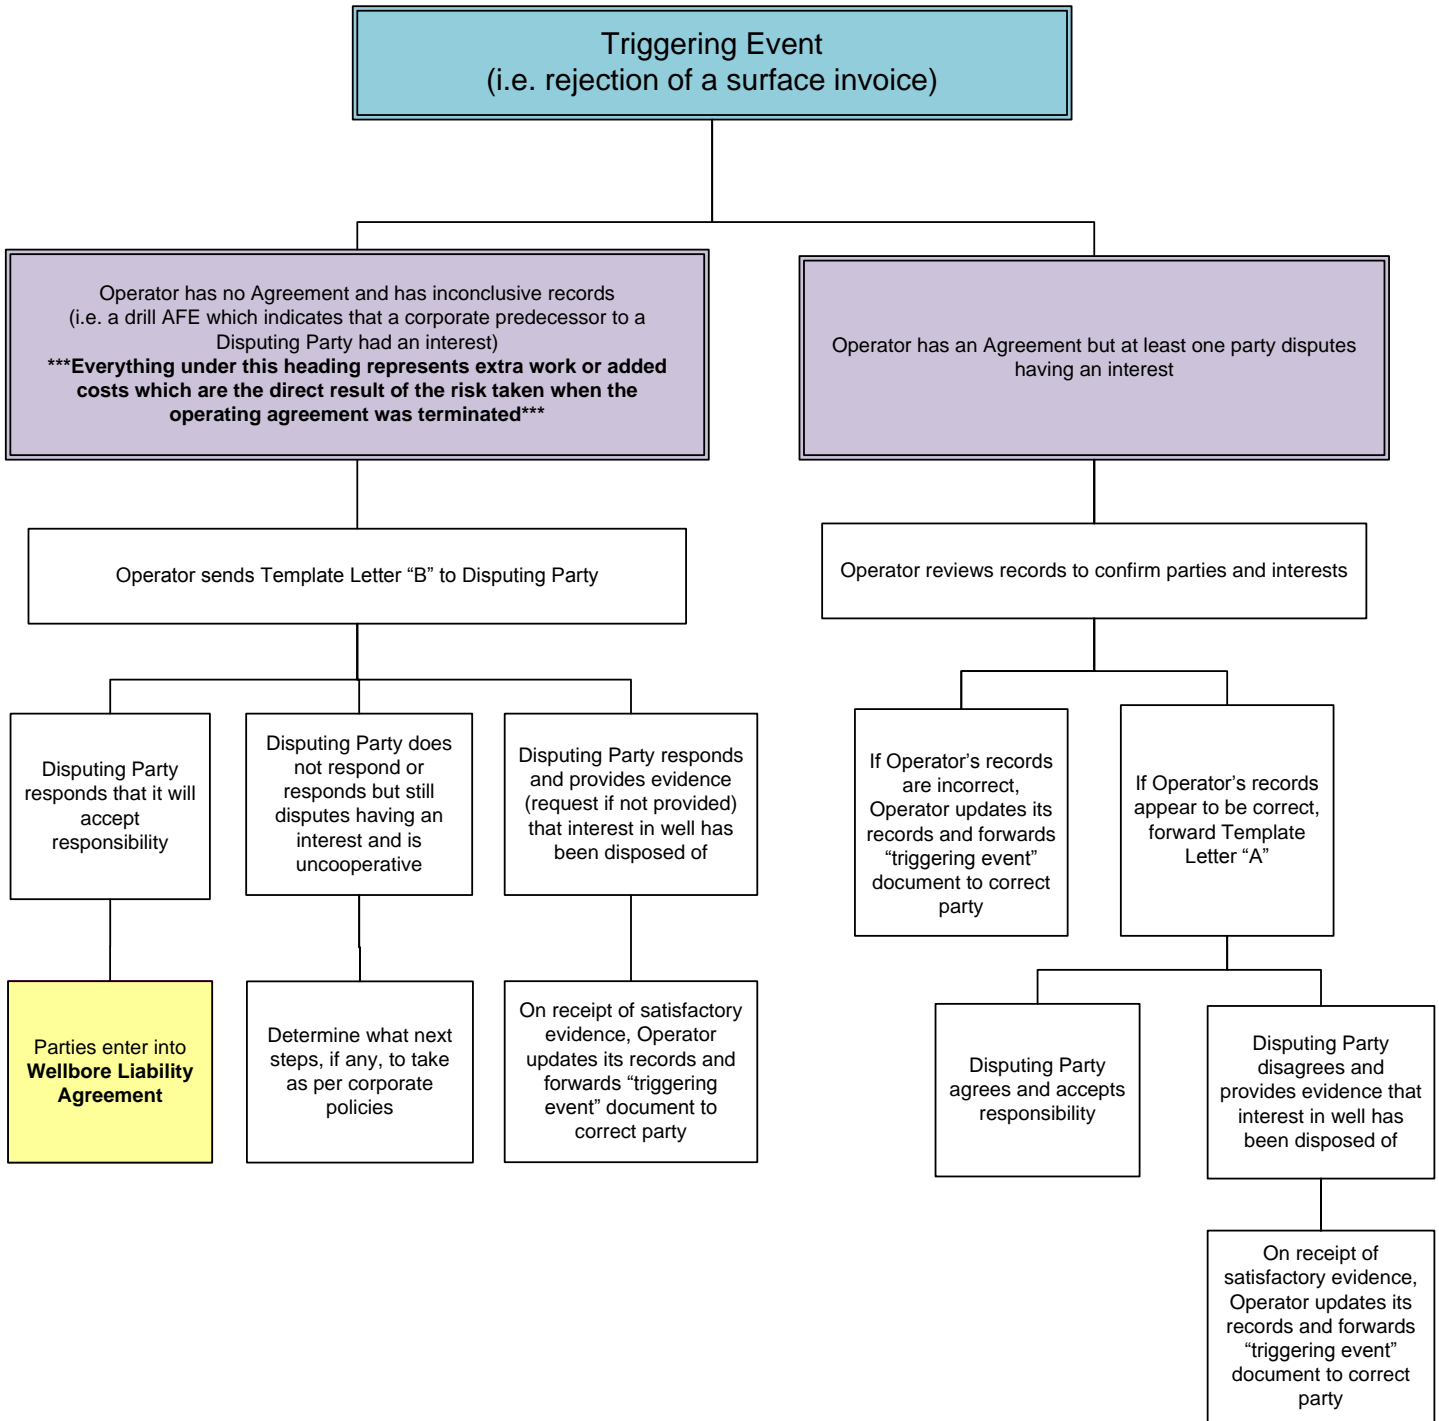 Triggering Event
(i.e. rejection of a surface invoice)
Operator has no Agreement and has inconclusive records
(i.e. a drill AFE which indicates that a corporate predecessor to a
Disputing Party had an interest)
***Everything under this heading represents extra work or added
costs which are the direct result of the risk taken when the
operating agreement was terminated***
Operator has an Agreement but at least one party disputes
having an interest
Operator sends Template Letter “B” to Disputing Party
Operator reviews records to confirm parties and interests
Disputing Party
responds that it will
accept
responsibility
Disputing Party does
not respond or
responds but still
disputes having an
interest and is
uncooperative
Disputing Party responds
and provides evidence
(request if not provided)
that interest in well has
been disposed of
If Operator’s records
are incorrect,
Operator updates its
records and forwards
“triggering event”
document to correct
party
If Operator’s records
appear to be correct,
forward Template
Letter “A”
Parties enter into
Wellbore Liability
Agreement
Determine what next
steps, if any, to take
as per corporate
policies
On receipt of satisfactory
evidence, Operator
updates its records and
forwards “triggering
event” document to
correct party
Disputing Party
agrees and accepts
responsibility
Disputing Party
disagrees and
provides evidence that
interest in well has
been disposed of
On receipt of
satisfactory evidence,
Operator updates its
records and forwards
“triggering event”
document to correct
party